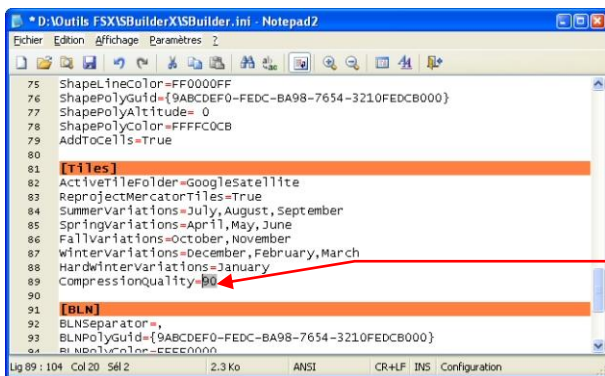 * D:\Outils FSX\SBuilderX\SBuilder.ini - Notepad2
Fichier Edition Affichage Paramètres ?
75 ShapeLineColor=FF0000FF
76 ShapePolyGuid={9ABCDEF0-FEDC-BA98-7654-3210FEDCB000}
77 ShapePolyAltitude= 0
78 ShapePolyColor=FFFFC0CB
79 AddToCells=True
80
81 [Tiles]
82 ActiveTileFolder=GoogleSatellite
83 ReprojectMercatorTiles=True
84 SummerVariations=July,August,September
85 SpringVariations=April,May,June
86 FallVariations=October,November
87 WinterVariations=December,February,March
88 HardWinterVariations=January
89 CompressionQuality=90
90
91 [BLN]
92 BLNSeparator=,
93 BLNPolyGuid={9ABCDEF0-FEDC-BA98-7654-3210FEDCB000}
94 BLNPolyColor=FFFF0000
Lig 89 : 104 Col 20 Sél 2 2.3 Ko ANSI CR+LF INS Configuration